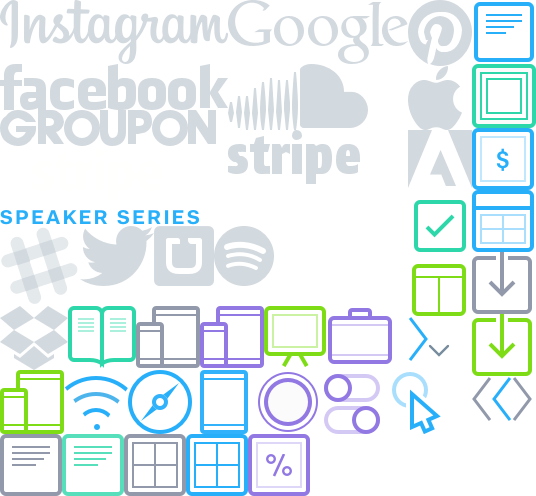 Instagram Google
facebook
GROUPON
stripe
$
SPEAKER SERIES
%